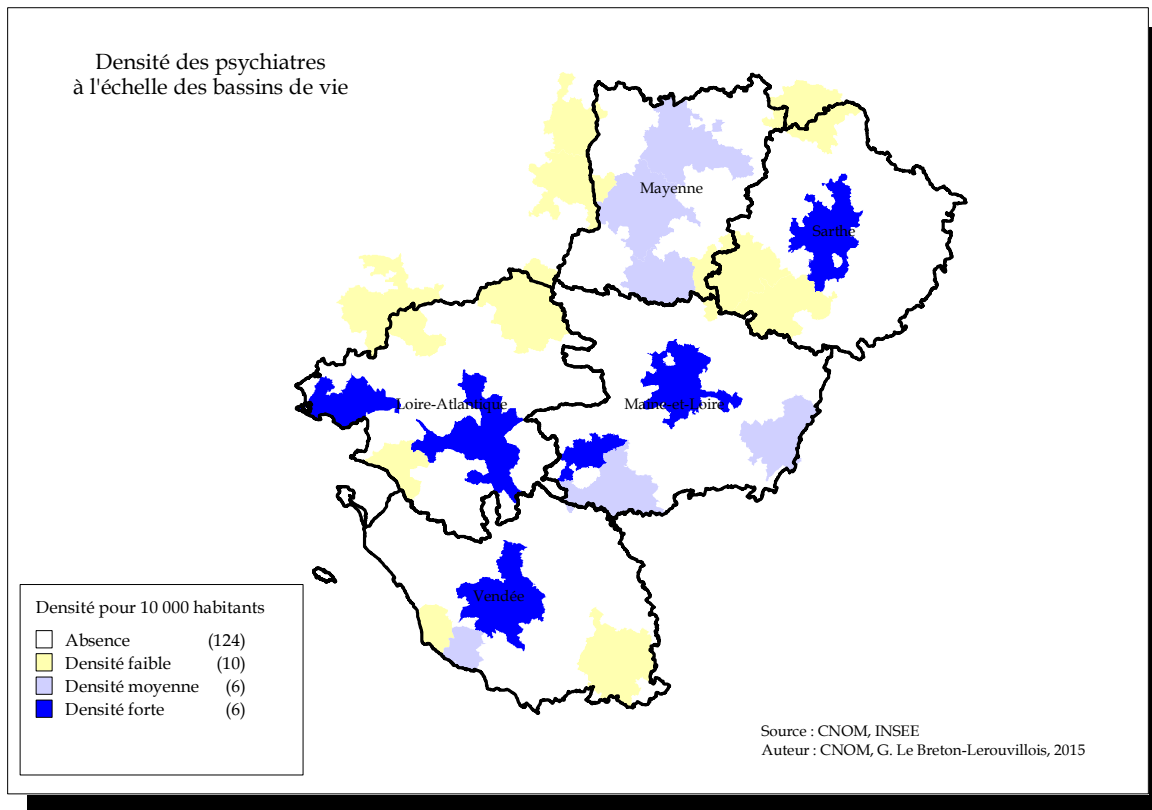 Densité des psychiatres
à l'échelle des bassins de vie
Mayenne
Sarthe
Loire-Atlantique
Maine-et-Loire
Vendée
Densité pour 10 000 habitants
Absence (124)
Densité faible (10)
Densité moyenne (6)
Densité forte (6)
Source : CNOM, INSEE
Auteur : CNOM, G. Le Breton-Lerouvillois, 2015